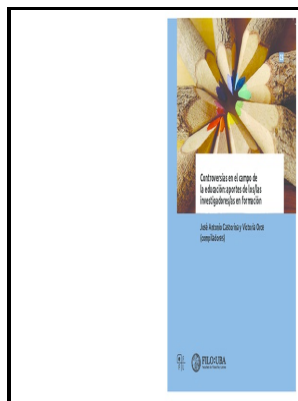 Controversias en el campo de
la educación: aportes de los/las
investigadores/as en formación
José Antonio Castorina y Victoria Orce
(compiladores)
FILO:UBA